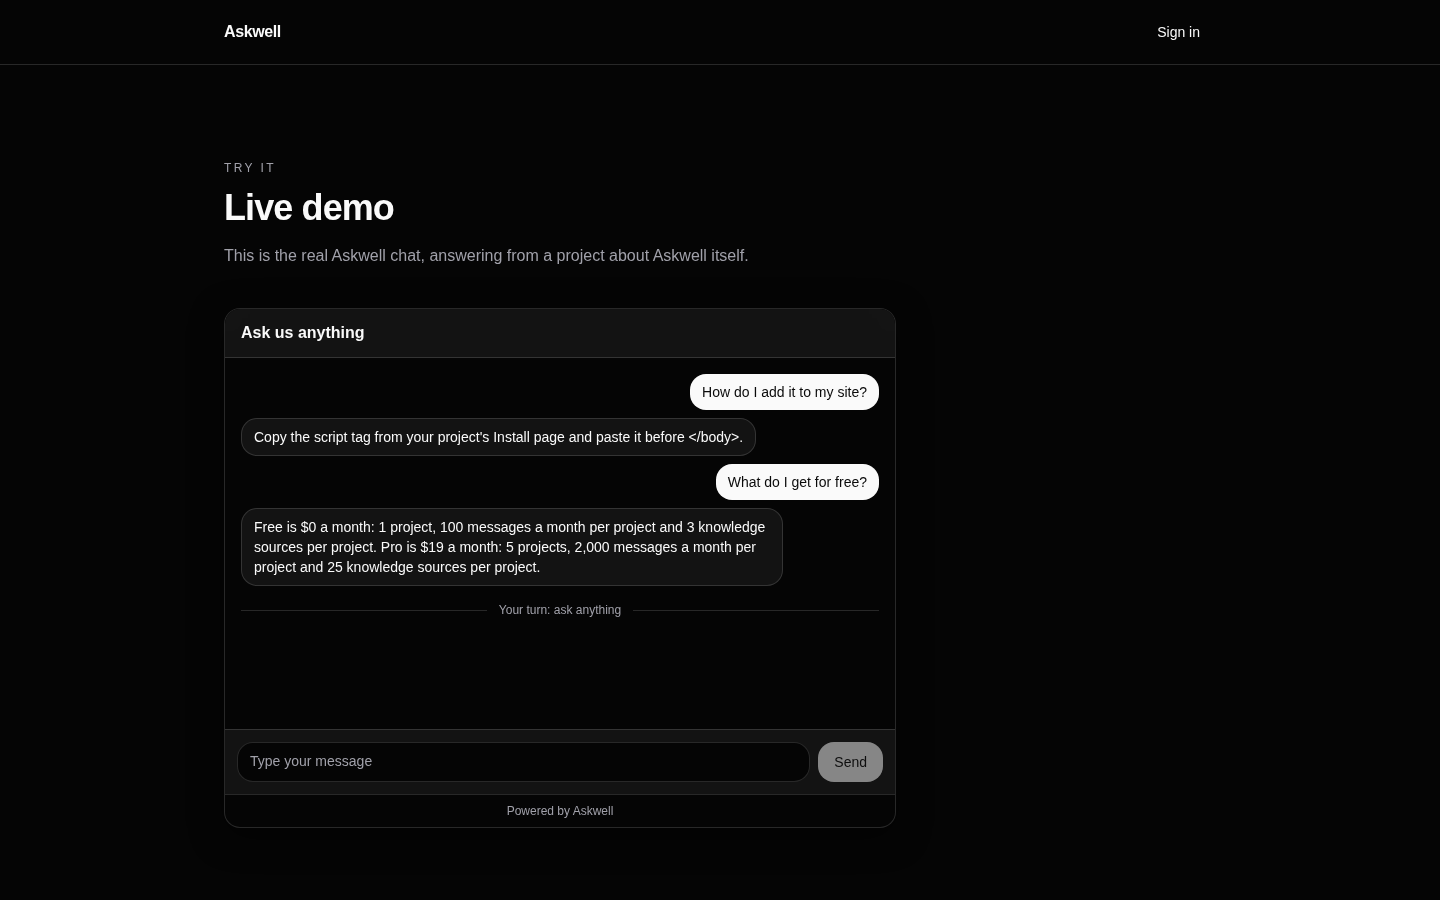 Askwell
Sign in
TRY IT
Live demo
This is the real Askwell chat, answering from a project about Askwell itself.
Ask us anything
How do I add it to my site?
Copy the script tag from your project's Install page and paste it before </body>.
What do I get for free?
Free is $0 a month: 1 project, 100 messages a month per project and 3 knowledge
sources per project. Pro is $19 a month: 5 projects, 2,000 messages a month per
project and 25 knowledge sources per project.
Your turn: ask anything
Type your message
Send
Powered by Askwell